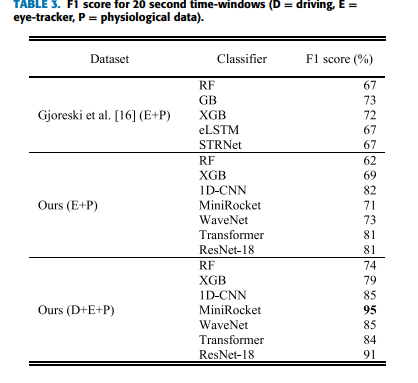 TABLE 3. F1 score for 20 second time-windows (D = driving, E =
eye-tracker, P = physiological data).
Dataset Classifier F1 score (%)
RF 67
GB 73
Gjoreski et al. [16] (E+P) XGB 72
eLSTM 67
STRNet 67
RF 62
XGB 69
1D-CNN 82
Ours (E+P) MiniRocket 71
WaveNet 73
Transformer 81
ResNet-18 81
RF 74
XGB 79
1D-CNN 85
Ours (D+E+P) MiniRocket 95
WaveNet 85
Transformer 84
ResNet-18 91